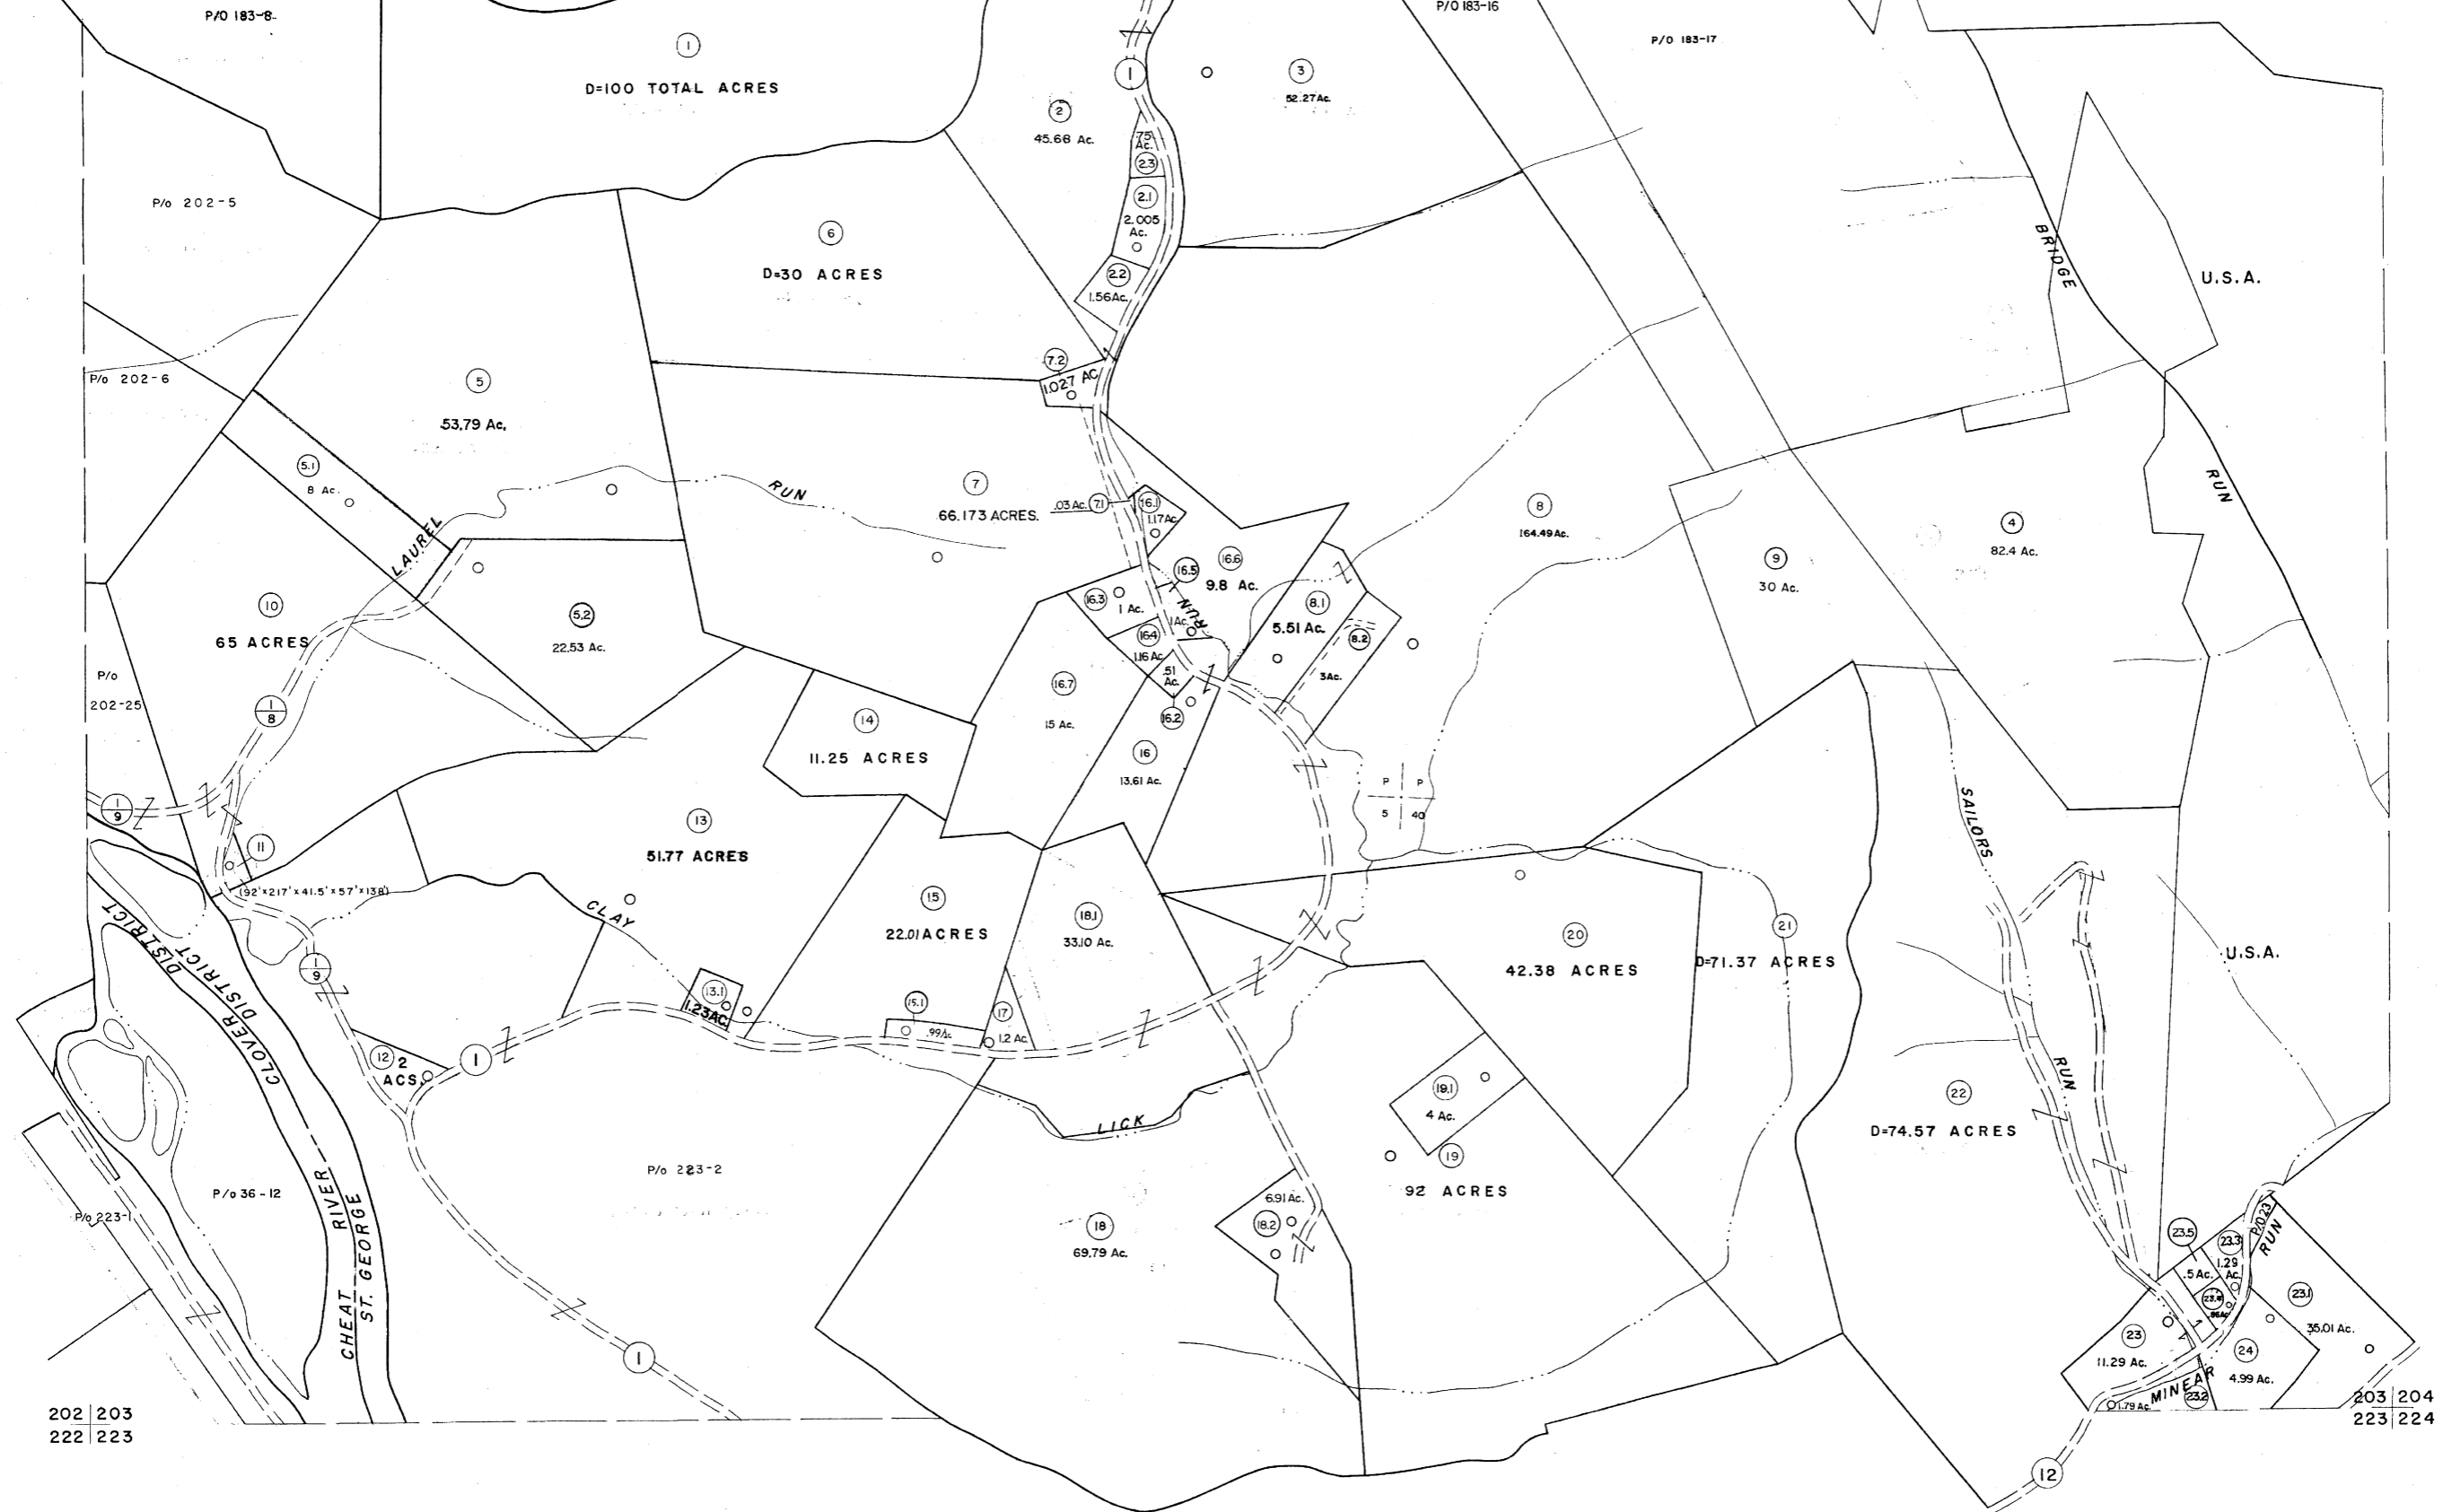 P/O 183-8
P/O 183-16
P/O 183-17
1
D=100 TOTAL ACRES
1
3
52.27Ac.
2
45.68 Ac.
.75
Ac.
2.3
2.1
2.005
Ac.
2.2
1.56Ac.
P/o 202-5
6
D=30 ACRES
BRIDGE
RUN
U.S.A.
P/o 202-6
5
53.79 Ac.
7.2
1.027 AC.
5.1
8 Ac.
LAUREL
RUN
7
66.173 ACRES.
.03 Ac.
7.1
16.1
1.17Ac.
8
164.49Ac.
4
82.4 Ac.
9
30 Ac.
16.5
16.6
9.8 Ac.
RUN
16.3
1 Ac.
1Ac.
16.4
1.16 Ac.
.51
Ac.
16.2
8.1
5.51 Ac.
8.2
3Ac.
10
65 ACRES
5.2
22.53 Ac.
P/o
202-25
1
8
16.7
15 Ac.
14
11.25 ACRES
16
13.61 Ac.
P P
5 40
1
9
11
(92'x217'x41.5'x57'x138')
13
51.77 ACRES
SAILORS
RUN
CLAY
LICK
15
22.01 ACRES
18.1
33.10 Ac.
20
42.38 ACRES
21
D=71.37 ACRES
U.S.A.
DISTRICT
CLOVER DISTRICT
1
9
13.1
1.23AC.
15.1
.99Ac
17
1.2 Ac.
12
2
ACS.
1
19.1
4 Ac.
19
92 ACRES
22
D=74.57 ACRES
P/o 223-2
P/o 36-12
P/o 223-1
CHEAT RIVER
ST. GEORGE
18
69.79 Ac.
6.91 Ac.
18.2
1
23.5
23.3
P/O 23
RUN
.5 Ac.
1.29
Ac.
23.4
23.1
35.01 Ac.
23
11.29 Ac.
24
4.99 Ac.
MINEAR
23.2
1.79 Ac.
12
202 203
222 223
203 204
223 224